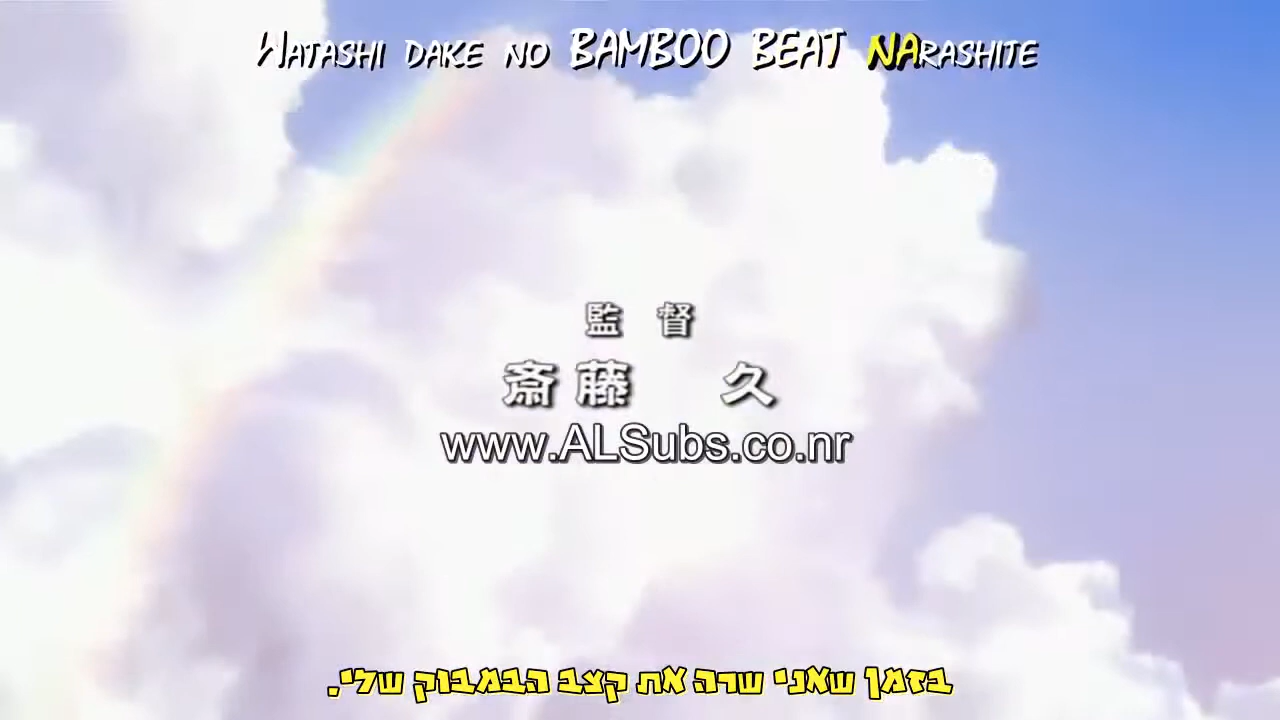 Watashi dake no BAMBOO BEAT NArashite
監 督
斎藤 久
www.ALSubs.co.nr
בזמן שאני שרה את קצב הבמבוק שלי.